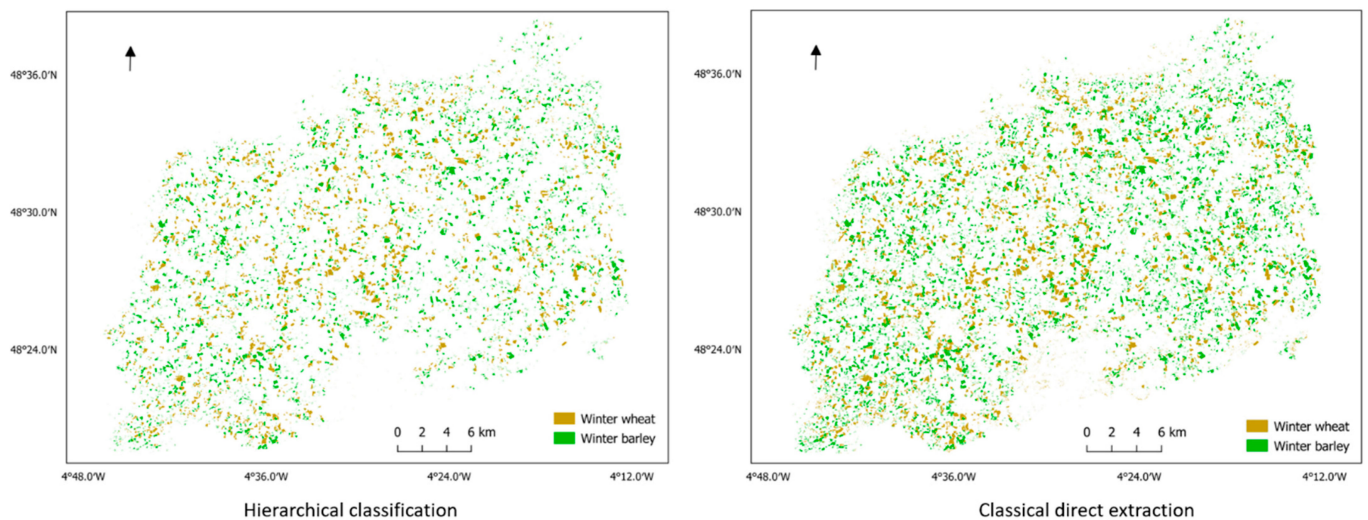 48°36.0'N
48°30.0'N
48°24.0'N
0 2 4 6 km
Winter wheat
Winter barley
4°48.0'W 4°36.0'W 4°24.0'W 4°12.0'W
Hierarchical classification
48°36.0'N
48°30.0'N
48°24.0'N
0 2 4 6 km
Winter wheat
Winter barley
4°48.0'W 4°36.0'W 4°24.0'W 4°12.0'W
Classical direct extraction